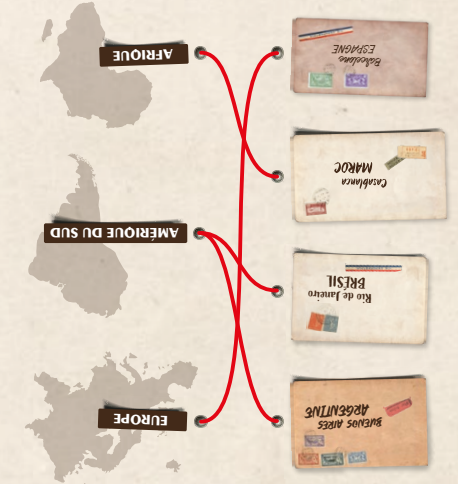 BUENOS AIRES
ARGENTINE
EUROPE
Rio de Janeiro
BRÉSIL
AMÉRIQUE DU SUD
Casablanca
MAROC
Barcelone
ESPAGNE
AFRIQUE